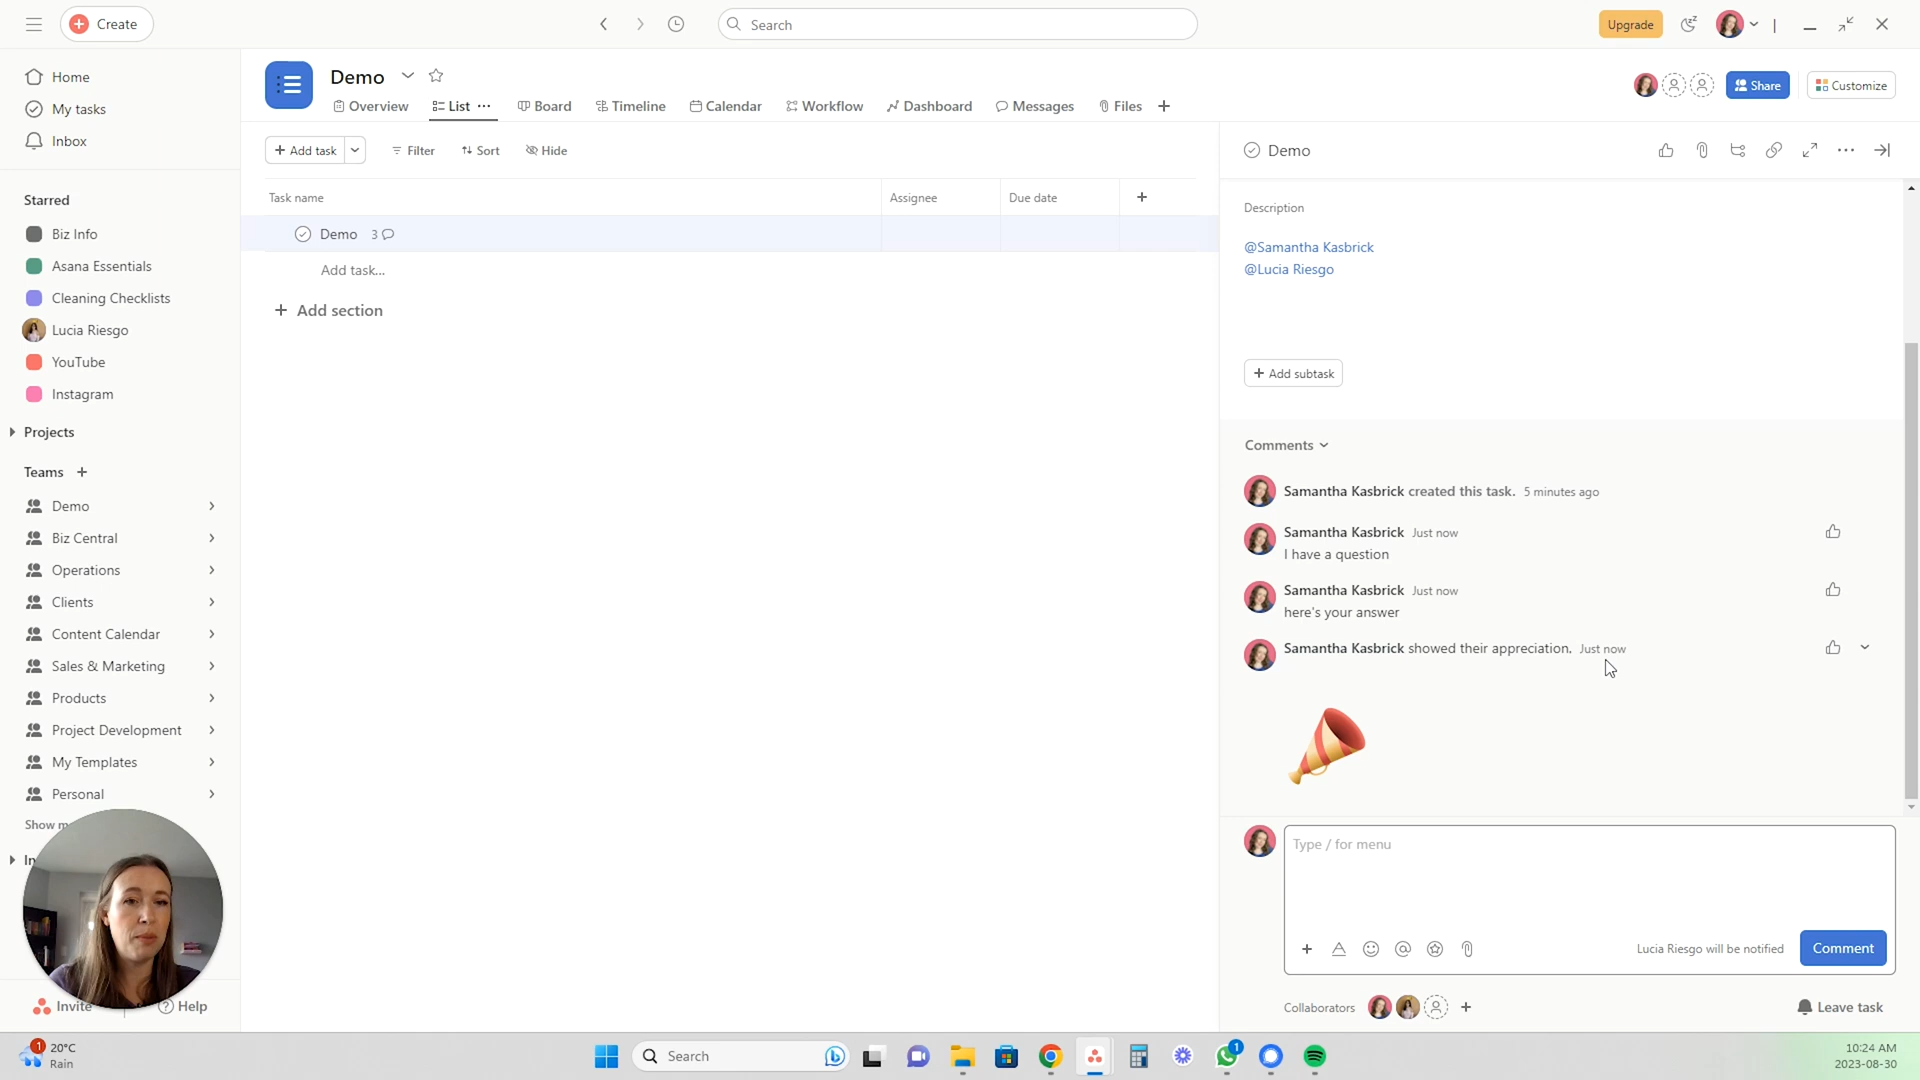 Create
Search
Upgrade
Home
My tasks
Inbox
Starred
Biz Info
Asana Essentials
Cleaning Checklists
Lucia Riesgo
YouTube
Instagram
Projects
Teams
Demo
Biz Central
Operations
Clients
Content Calendar
Sales & Marketing
Products
Project Development
My Templates
Personal
Show m
In
Invite
Help
Demo
Overview
List
Board
Timeline
Calendar
Workflow
Dashboard
Messages
Files
Share
Customize
Add task
Filter
Sort
Hide
Task name
Assignee
Due date
Demo 3
Add task...
Add section
Demo
Description
@Samantha Kasbrick
@Lucia Riesgo
Add subtask
Comments
Samantha Kasbrick created this task. 5 minutes ago
Samantha Kasbrick Just now
I have a question
Samantha Kasbrick Just now
here's your answer
Samantha Kasbrick showed their appreciation. Just now
Type / for menu
Lucia Riesgo will be notified
Comment
Collaborators
Leave task
1
20°C
Rain
Search
1
10:24 AM
2023-08-30